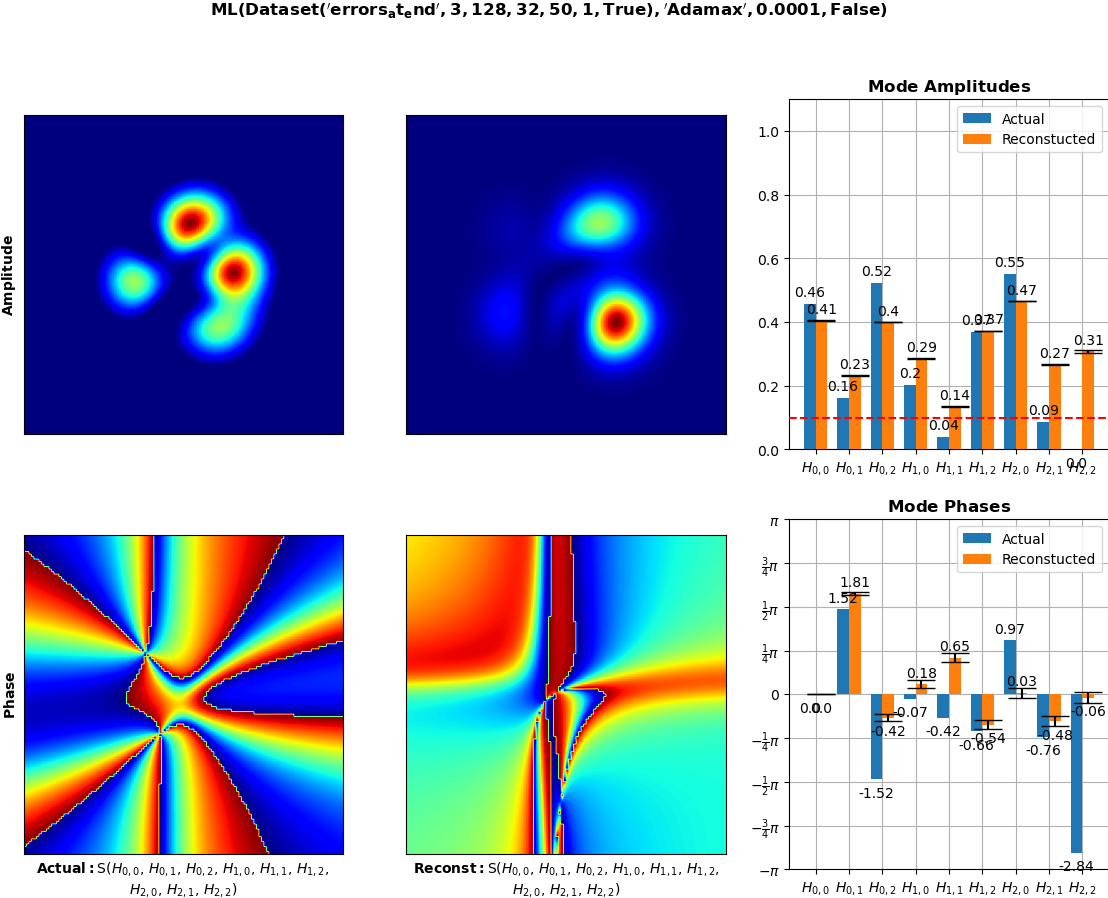 ML(Dataset('errorsatend', 3, 128, 32, 50, 1, True), 'Adamax', 0.0001, False)
Mode Amplitudes
Amplitude
Actual
Reconstucted
1.0
0.8
0.6
0.4
0.2
0.0
0.46
0.41
0.16
0.23
0.52
0.4
0.2
0.29
0.04
0.14
0.37
0.37
0.55
0.47
0.09
0.27
0.0
0.31
H0,0 H0,1 H0,2 H1,0 H1,1 H1,2 H2,0 H2,1 H2,2
Mode Phases
Phase
Actual
Reconstucted
π
3/4π
1/2π
1/4π
0
−1/4π
−1/2π
−3/4π
−π
0.0
0.0
1.52
1.81
-1.52
-0.42
-0.07
0.18
-0.42
0.65
-0.66
-0.54
0.97
0.03
-0.76
-0.48
-2.84
-0.06
H0,0 H0,1 H0,2 H1,0 H1,1 H1,2 H2,0 H2,1 H2,2
Actual: S(H0,0, H0,1, H0,2, H1,0, H1,1, H1,2,
H2,0, H2,1, H2,2)
Reconst: S(H0,0, H0,1, H0,2, H1,0, H1,1, H1,2,
H2,0, H2,1, H2,2)